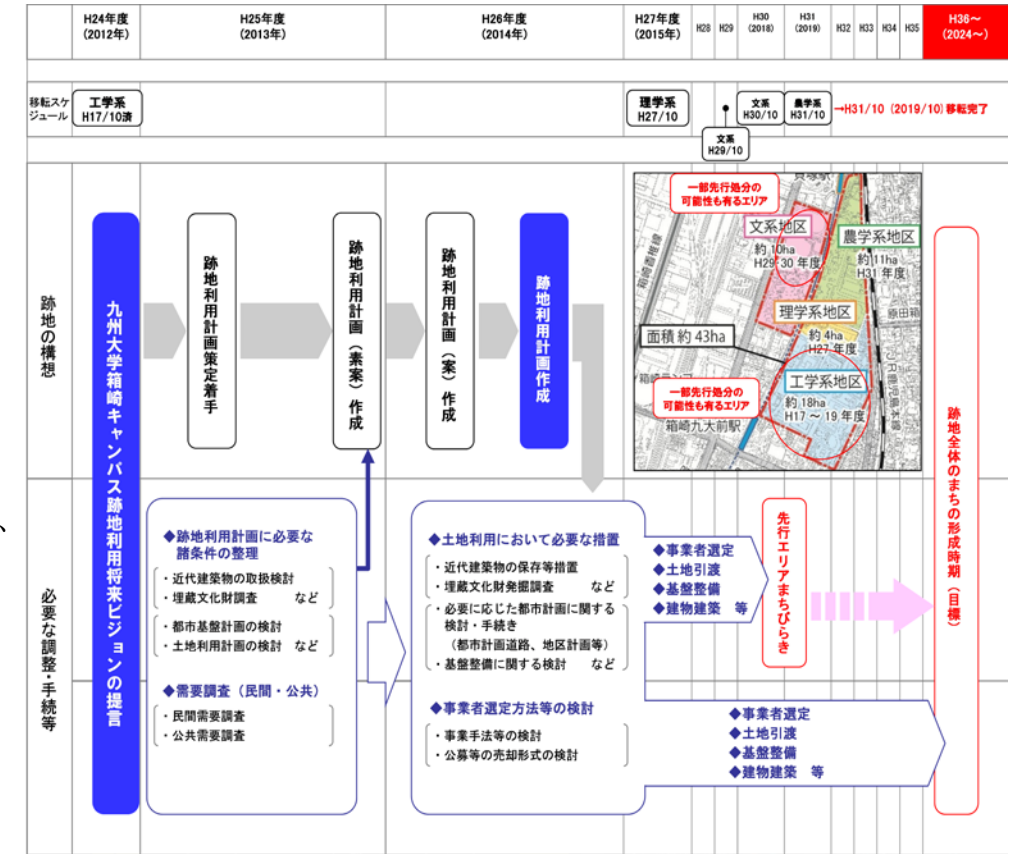 H24年度
(2012年)
H25年度
(2013年)
H26年度
(2014年)
H27年度
(2015年)
H28
H29
H30
(2018)
H31
(2019)
H32
H33
H34
H35
H36～
(2024～)
移転スケ
ジュール
工学系
H17/10済
理学系
H27/10
文系
H29/10
文系
H30/10
農学系
H31/10
→H31/10 (2019/10) 移転完了
跡地の構想
九州大学箱崎キャンパス跡地利用将来ビジョンの提言
跡地利用計画策定着手
跡地利用計画（素案）作成
跡地利用計画（案）作成
跡地利用計画作成
一部先行処分の
可能性も有るエリア
文系地区
約10ha
H29 30年度
農学系地区
約11ha
H31年度
理学系地区
約4ha
H27年度
面積 約43ha
工学系地区
約18ha
H17～19年度
一部先行処分の
可能性も有るエリア
箱崎九大前駅
貝塚駅
原田箱
JR鹿児島本線
跡地全体のまちの形成時期（目標）
、
必要な調整・手続等
◆跡地利用計画に必要な
諸条件の整理
・近代建築物の取扱検討
・埋蔵文化財調査　など
・都市基盤計画の検討
・土地利用計画の検討　など
◆需要調査（民間・公共）
・民間需要調査
・公共需要調査
◆土地利用において必要な措置
・近代建築物の保存等措置
・埋蔵文化財発掘調査　など
・必要に応じた都市計画に関する
検討・手続き
（都市計画道路、地区計画等）
・基盤整備に関する検討　など
◆事業者選定方法等の検討
・事業手法等の検討
・公募等の売却形式の検討
◆事業者選定
◆土地引渡
◆基盤整備
◆建物建築　等
先行エリアまちびらき
◆事業者選定
◆土地引渡
◆基盤整備
◆建物建築　等